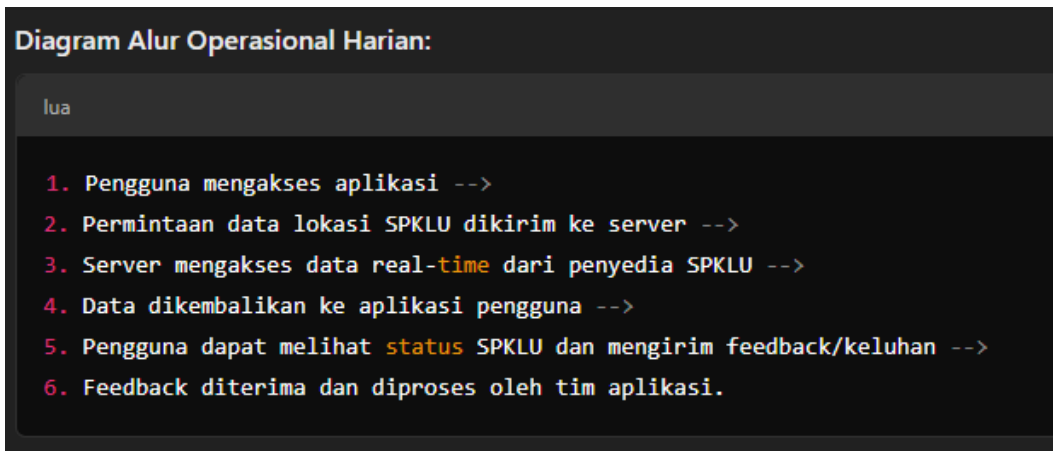 Diagram Alur Operasional Harian:
lua
1. Pengguna mengakses aplikasi -->
2. Permintaan data lokasi SPKLU dikirim ke server -->
3. Server mengakses data real-time dari penyedia SPKLU -->
4. Data dikembalikan ke aplikasi pengguna -->
5. Pengguna dapat melihat status SPKLU dan mengirim feedback/keluhan -->
6. Feedback diterima dan diproses oleh tim aplikasi.